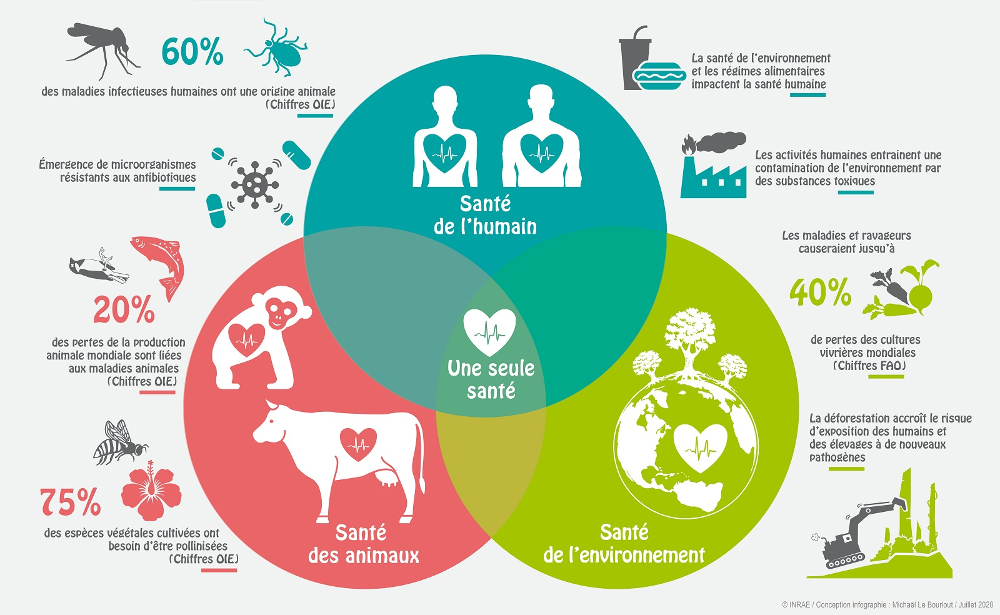 60%
des maladies infectieuses humaines ont une origine animale
(Chiffres OIE)
Émergence de microorganismes
résistants aux antibiotiques
20%
des pertes de la production
animale mondiale sont liées
aux maladies animales
(Chiffres OIE)
75%
des espèces végétales cultivées ont
besoin d'être pollinisées
(Chiffres OIE)
Santé
de l'humain
Une seule
santé
Santé
des animaux
Santé
de l'environnement
La santé de l'environnement
et les régimes alimentaires
impactent la santé humaine
Les activités humaines entrainent une
contamination de l'environnement par
des substances toxiques
Les maladies et ravageurs
causeraient jusqu'à
40%
de pertes des cultures
vivrières mondiales
(Chiffres FAO)
La déforestation accroît le risque
d'exposition des humains et
des élevages à de nouveaux
pathogènes
© INRAE / Conception infographie : Michaël Le Bourlout / Juillet 2020